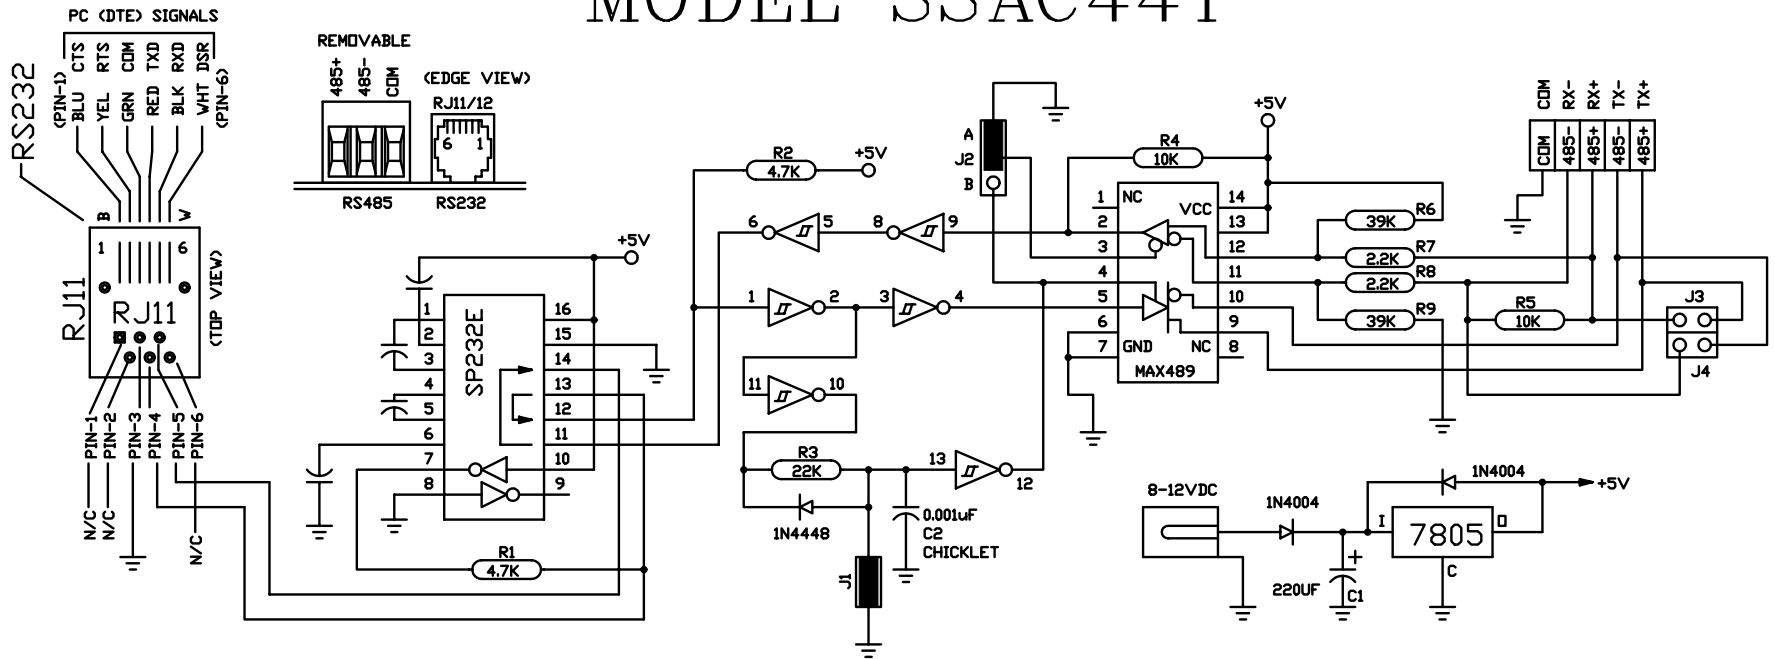 MODEL SSAC441
PC (DTE) SIGNALS
RS232
(PIN-1)
BLU CTS
YEL RTS
GRN COM
RED TXD
BLK RXD
WHT DSR
(PIN-6)
REMOVABLE
485+
485-
COM
(EDGE VIEW)
RJ11/12
6 1
RS485
RS232
B
W
1 6
RJ11
RJ11
(TOP VIEW)
PIN-1
PIN-2
PIN-3
PIN-4
PIN-5
PIN-6
N/C
N/C
N/C
+5V
SP232E
1
2
3
4
5
6
7
8
16
15
14
13
12
11
10
9
R1
4.7K
R2
4.7K
+5V
6 5
8 9
1 2
3 4
11 10
R3
22K
1N4448
13
12
0.001uF
C2
CHICKLET
J1
A
J2
B
R4
10K
+5V
1
2
3
4
5
6
7
NC
VCC
GND
NC
MAX489
14
13
12
11
10
9
8
R6
39K
R7
2.2K
R8
2.2K
R9
39K
R5
10K
COM
RX-
RX+
TX-
TX+
COM
485-
485+
485-
485+
J3
J4
8-12VDC
1N4004
1N4004
+5V
I
7805
O
C
+
220UF
C1